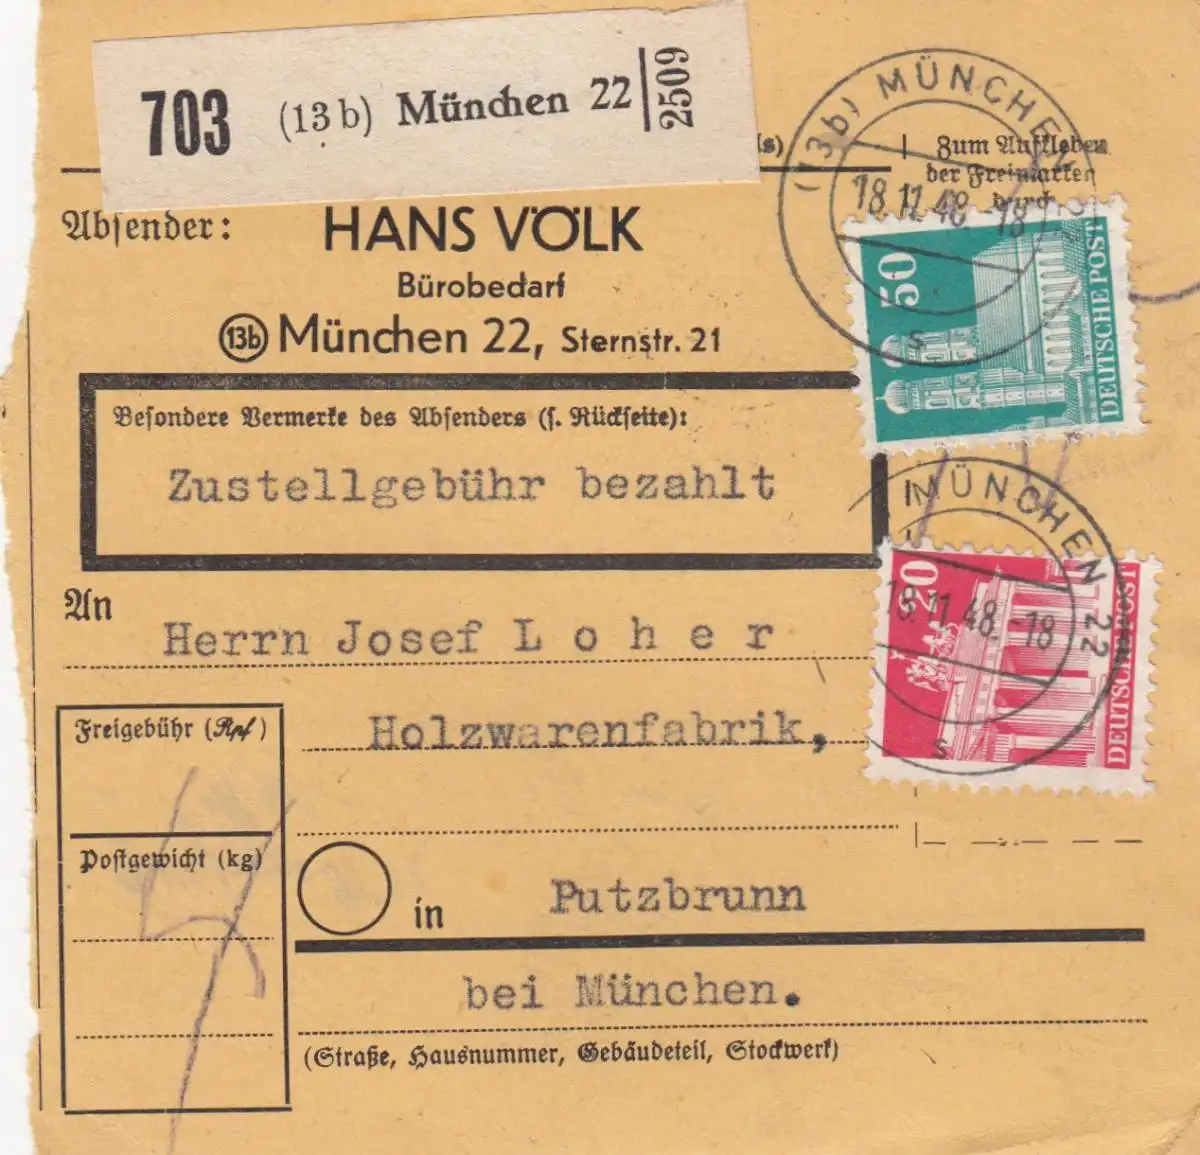 703 (13b) München 22 2509
(13b) MÜNCHEN
18.11.48.-18
s
Zum Aufkleben
der Freimarken
durch
Absender: HANS VÖLK
Bürobedarf
(13b) München 22, Sternstr. 21
50
DEUTSCHE POST
Besondere Vermerke des Absenders (s. Rückseite):
Zustellgebühr bezahlt
MÜNCHEN 22
18.11.48.-18
s
20
DEUTSCHE POST
An Herrn Josef L o h e r
Holzwarenfabrik,
Freigebühr (Rpf)
Postgewicht (kg)
in Putzbrunn
bei München.
(Straße, Hausnummer, Gebäudeteil, Stockwerk)